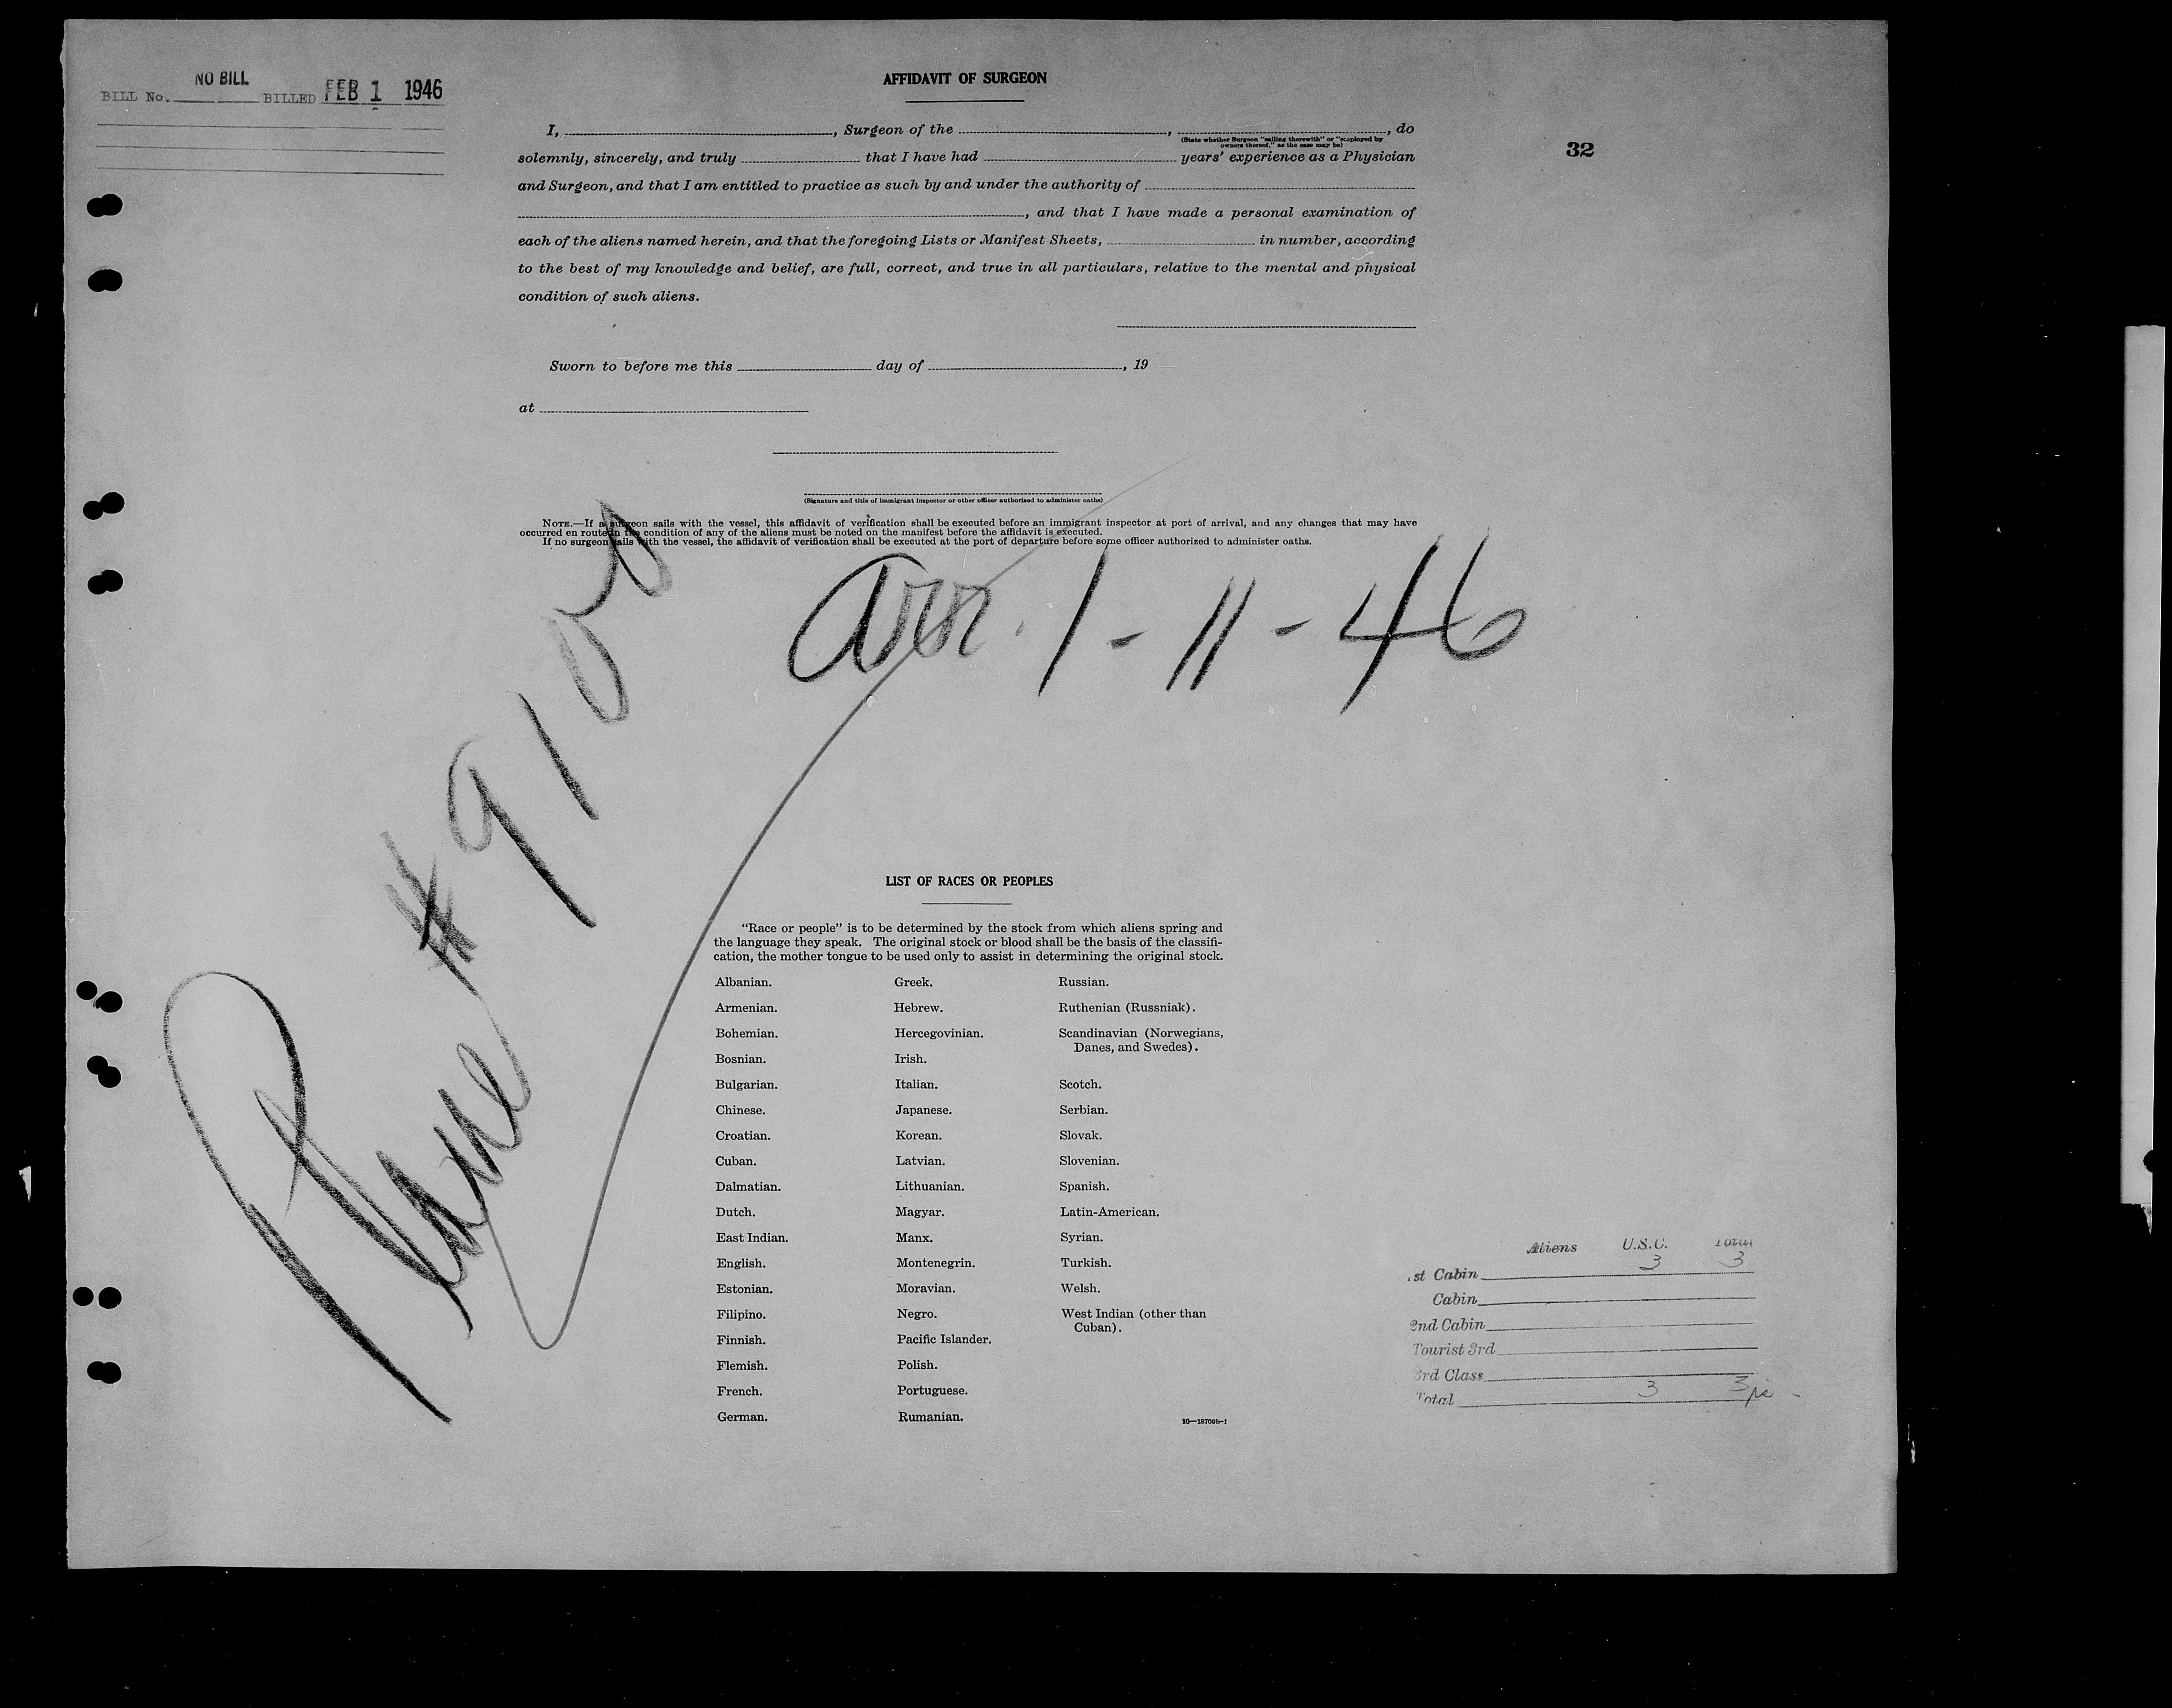 NO BILL
BILL No. BILLED FEB 1 1946
AFFIDAVIT OF SURGEON
32
I, , Surgeon of the , , do
(State whether Surgeon "sailing therewith" or "employed by
owners thereof," as the case may be)
solemnly, sincerely, and truly that I have had years' experience as a Physician
and Surgeon, and that I am entitled to practice as such by and under the authority of
, and that I have made a personal examination of
each of the aliens named herein, and that the foregoing Lists or Manifest Sheets, in number, according
to the best of my knowledge and belief, are full, correct, and true in all particulars, relative to the mental and physical
condition of such aliens.
Sworn to before me this day of , 19
at
(Signature and title of immigrant inspector or other officer authorized to administer oaths)
NOTE.—If a surgeon sails with the vessel, this affidavit of verification shall be executed before an immigrant inspector at port of arrival, and any changes that may have
occurred en route in the condition of any of the aliens must be noted on the manifest before the affidavit is executed.
If no surgeon sails with the vessel, the affidavit of verification shall be executed at the port of departure before some officer authorized to administer oaths.
Arr. 1-11-46
Plane #
LIST OF RACES OR PEOPLES
"Race or people" is to be determined by the stock from which aliens spring and
the language they speak. The original stock or blood shall be the basis of the classifi-
cation, the mother tongue to be used only to assist in determining the original stock.
Albanian. Greek. Russian.
Armenian. Hebrew. Ruthenian (Russniak).
Bohemian. Hercegovinian. Scandinavian (Norwegians,
Danes, and Swedes).
Bosnian. Irish.
Bulgarian. Italian. Scotch.
Chinese. Japanese. Serbian.
Croatian. Korean. Slovak.
Cuban. Latvian. Slovenian.
Dalmatian. Lithuanian. Spanish.
Dutch. Magyar. Latin-American.
East Indian. Manx. Syrian.
English. Montenegrin. Turkish.
Estonian. Moravian. Welsh.
Filipino. Negro. West Indian (other than
Cuban).
Finnish. Pacific Islander.
Flemish. Polish.
French. Portuguese.
German. Rumanian.
16—18709b-1
Aliens U.S.C. Total
1st Cabin 3 3
Cabin
2nd Cabin
Tourist 3rd
3rd Class
Total 3 3